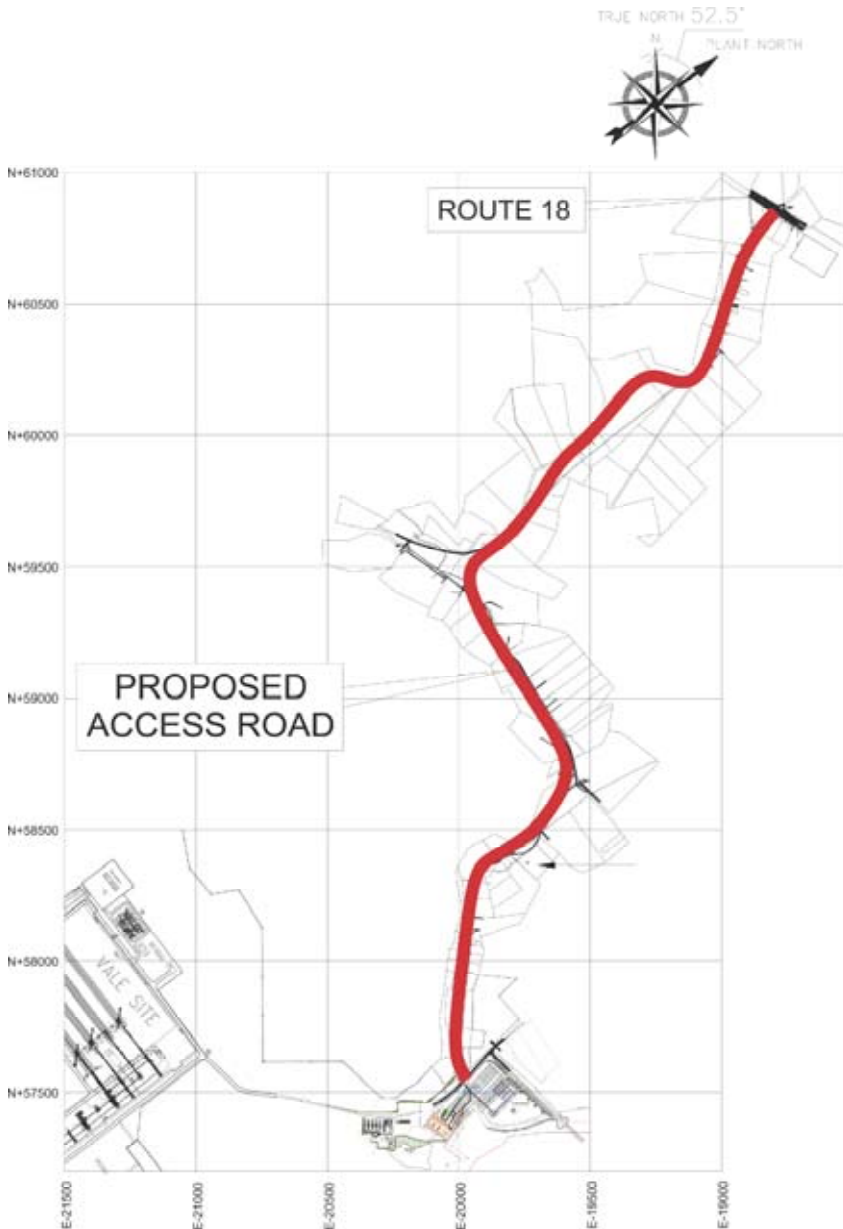 TRUE NORTH 52.5°
N
PLANT NORTH
N+61000
ROUTE 18
N+60500
N+60000
N+59500
PROPOSED
ACCESS ROAD
N+59000
N+58500
N+58000
VALE SITE
N+57500
E-21500
E-21000
E-20500
E-20000
E-19500
E-19000